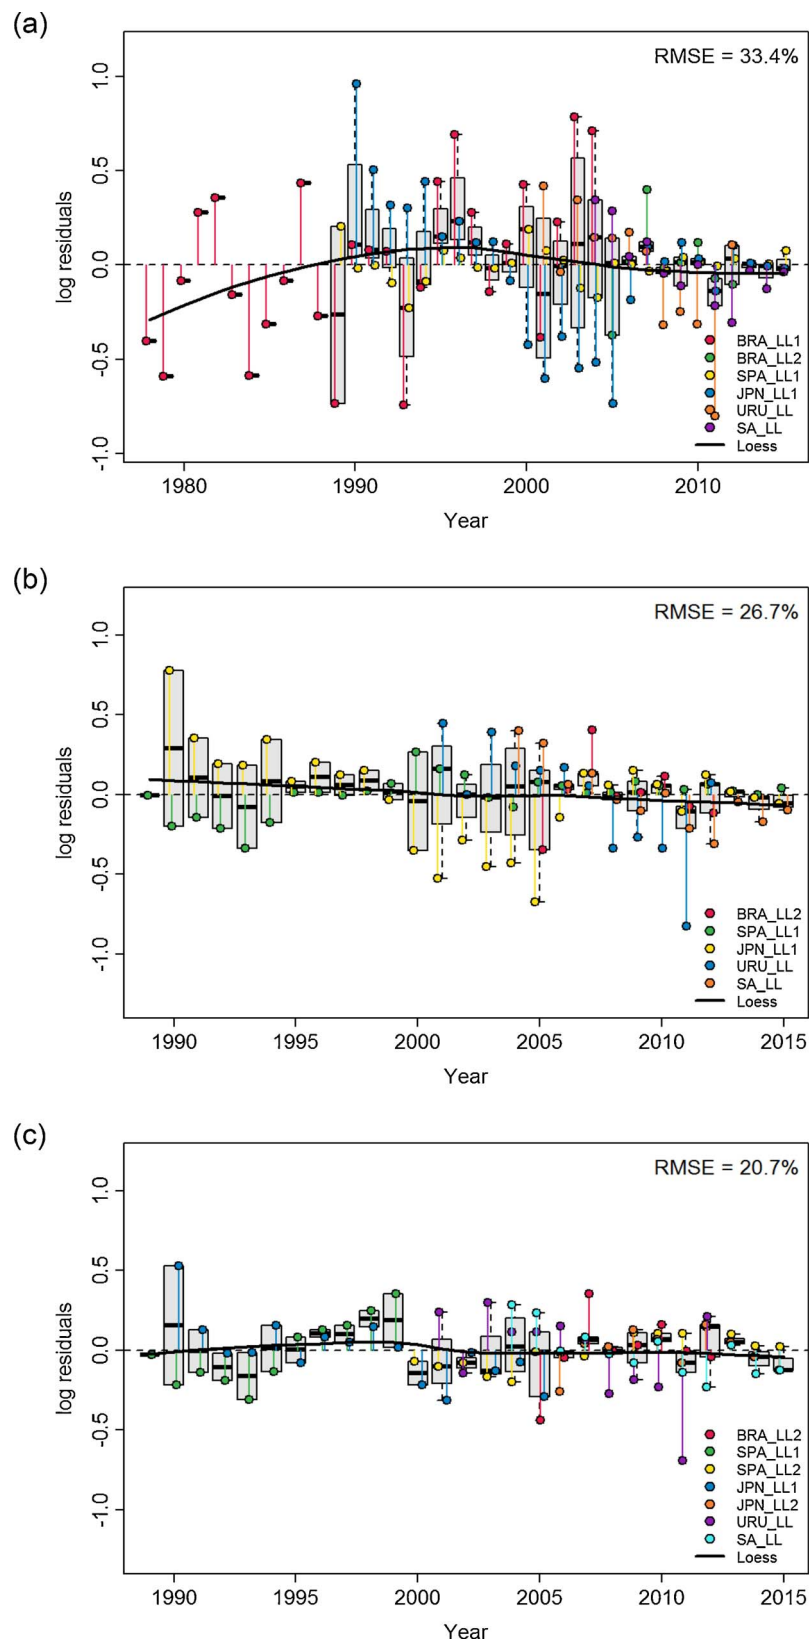 (a)
RMSE = 33.4%
1.0
0.5
0.0
-0.5
-1.0
log residuals
BRA_LL1
BRA_LL2
SPA_LL1
JPN_LL1
URU_LL
SA_LL
Loess
1980 1990 2000 2010
Year
(b)
RMSE = 26.7%
1.0
0.5
0.0
-0.5
-1.0
log residuals
BRA_LL2
SPA_LL1
JPN_LL1
URU_LL
SA_LL
Loess
1990 1995 2000 2005 2010 2015
Year
(c)
RMSE = 20.7%
1.0
0.5
0.0
-0.5
-1.0
log residuals
BRA_LL2
SPA_LL1
SPA_LL2
JPN_LL1
JPN_LL2
URU_LL
SA_LL
Loess
1990 1995 2000 2005 2010 2015
Year